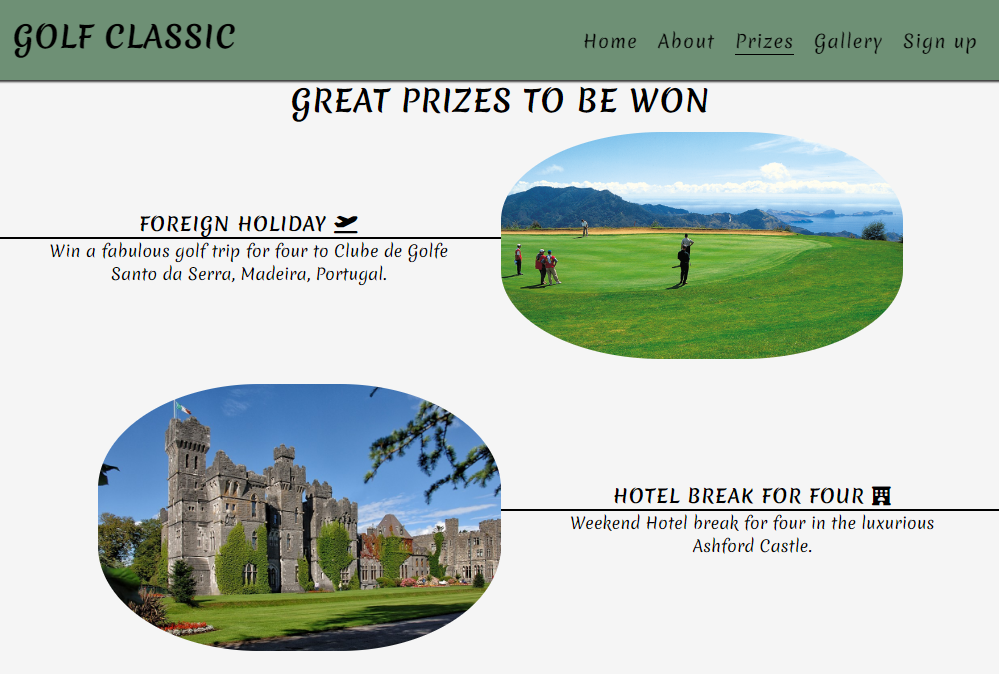 GOLF CLASSIC
Home About Prizes Gallery Sign up
GREAT PRIZES TO BE WON
FOREIGN HOLIDAY
Win a fabulous golf trip for four to Clube de Golfe
Santo da Serra, Madeira, Portugal.
HOTEL BREAK FOR FOUR
Weekend Hotel break for four in the luxurious
Ashford Castle.